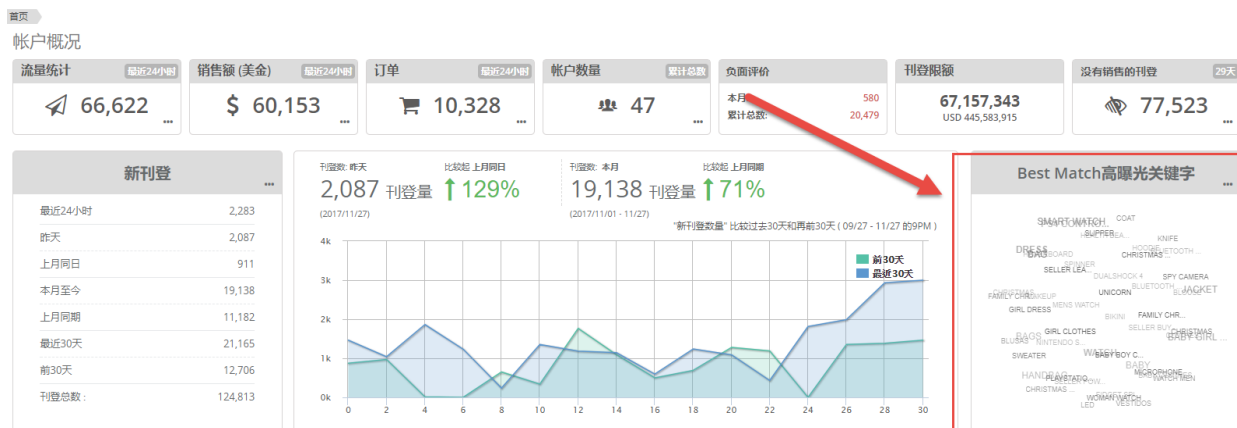 首页
帐户概况
流量统计 最近24小时
66,622
销售额 (美金) 最近24小时
$ 60,153
订单 最近24小时
10,328
帐户数量 累计总数
47
负面评价
本月 580
累计总数: 20,479
刊登限额
67,157,343
USD 445,583,915
没有销售的刊登 29天
77,523
新刊登
最近24小时 2,283
昨天 2,087
上月同日 911
本月至今 19,138
上月同期 11,182
最近30天 21,165
前30天 12,706
刊登总数 : 124,813
刊登数: 昨天 比较起 上月同日
2,087 刊登量 129%
(2017/11/27)
刊登数: 本月 比较起 上月同期
19,138 刊登量 71%
(2017/11/01 - 11/27)
"新刊登数量" 比较过去30天和再前30天 ( 09/27 - 11/27 的9PM )
前30天
最近30天
4k
3k
2k
1k
0k
0 2 4 6 8 10 12 14 16 18 20 22 24 26 28 30
Best Match高曝光关键字
SMART WATCH COAT
KNIFE
DRESS
BAG
CHRISTMAS ...
SPINNER
SELLER LEA...
DUALSHOCK 4 SPY CAMERA
BLUETOOTH
UNICORN JACKET
FAMILY CHR...
MENS WATCH
GIRL DRESS
BIKINI FAMILY CHR...
SELLER BUY...
CHRISTMAS
BAGS GIRL CLOTHES
BABY GIRL ...
BLUSAS NINTENDO S...
SWEATER
BABY BOY C...
BABY
HANDBAG
MICROPHONE
PLAYSTATIO...
WATCH MEN
CHRISTMAS ...
WOMAN WATCH
LED VESTIDOS